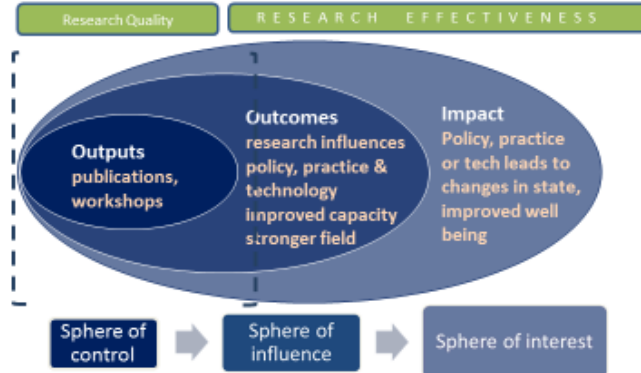 Research Quality
RESEARCH EFFECTIVENESS
Outputs
publications,
workshops
Outcomes
research influences
policy, practice &
technology
improved capacity
stronger field
Impact
Policy, practice
or tech leads to
changes in state,
improved well
being
Sphere of
control
Sphere of
influence
Sphere of interest